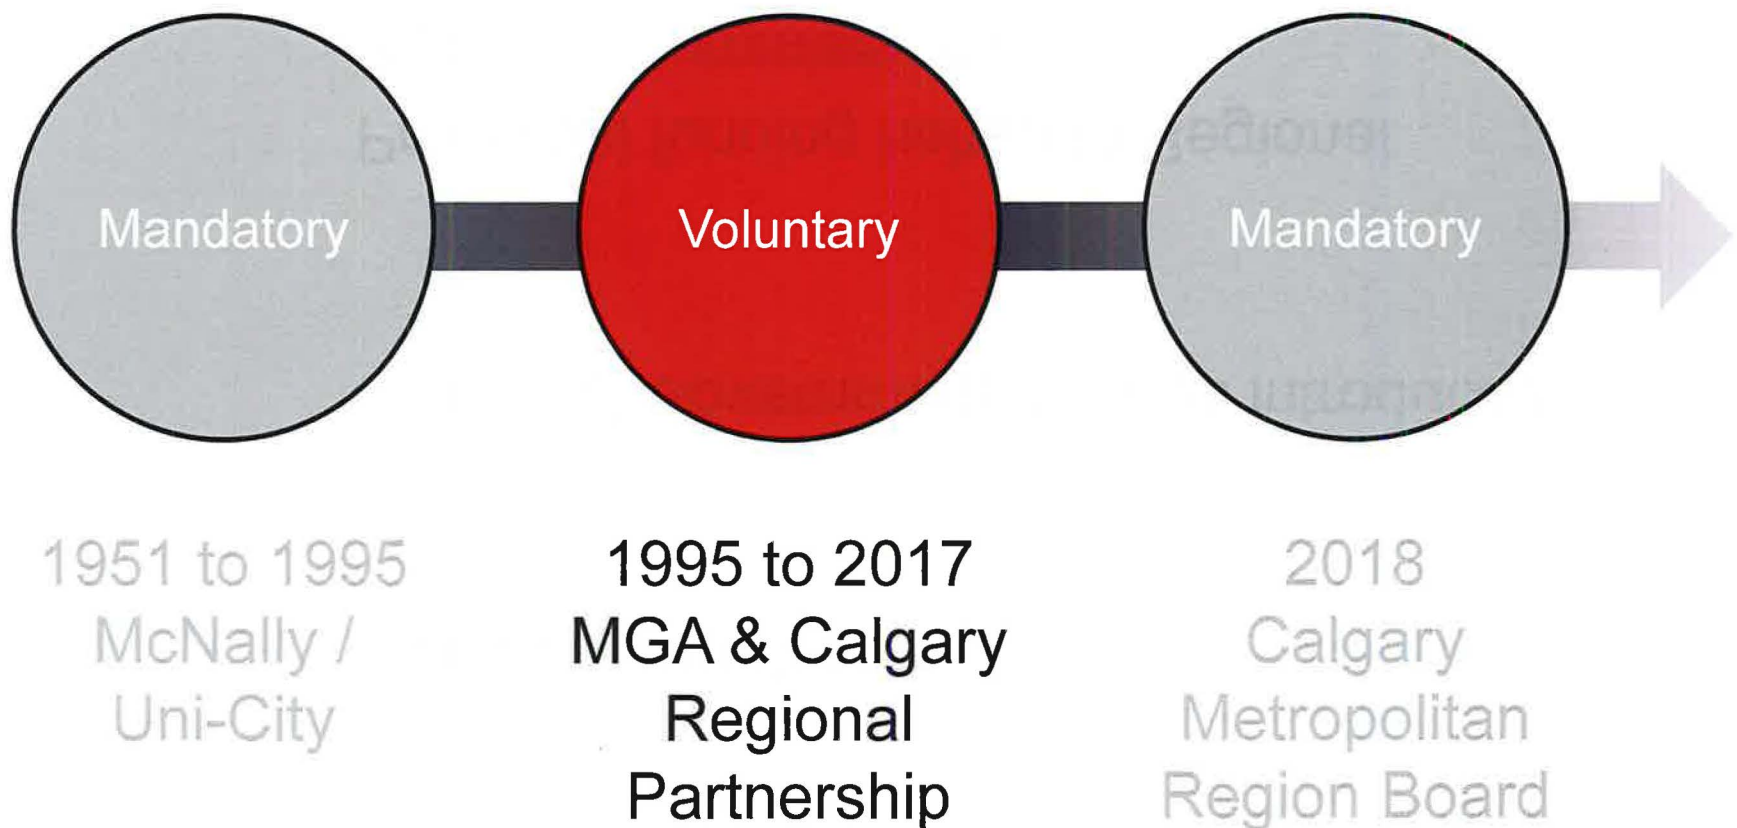 Mandatory
Voluntary
Mandatory
1951 to 1995
McNally /
Uni-City
1995 to 2017
MGA & Calgary
Regional
Partnership
2018
Calgary
Metropolitan
Region Board